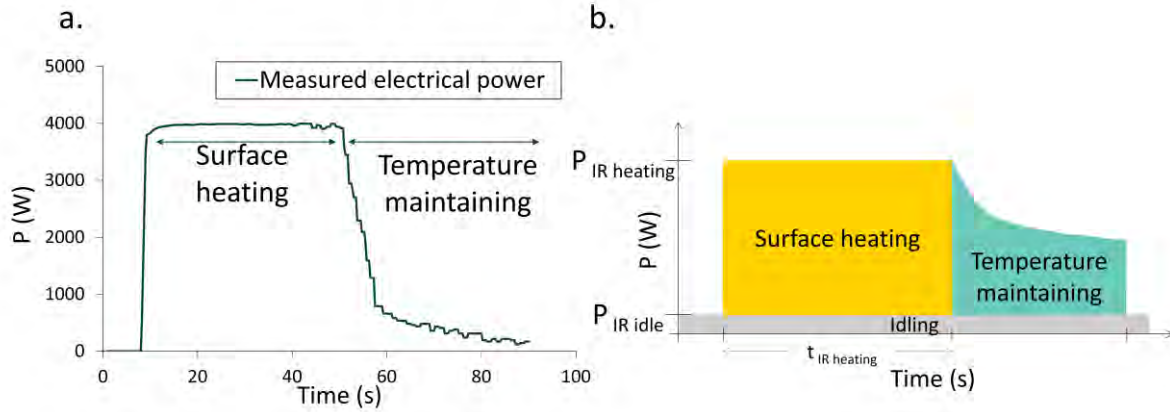 a.
5000
4000
3000
2000
1000
0
P (W)
Measured electrical power
Surface
heating
Temperature
maintaining
0
20
40
60
80
100
Time (s)
b.
P IR heating
P (W)
P IR idle
Surface heating
Temperature
maintaining
Idling
t IR heating
Time (s)